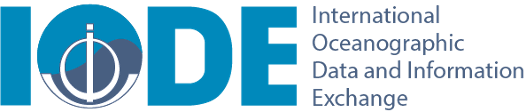 IODE
International
Oceanographic
Data and Information
Exchange